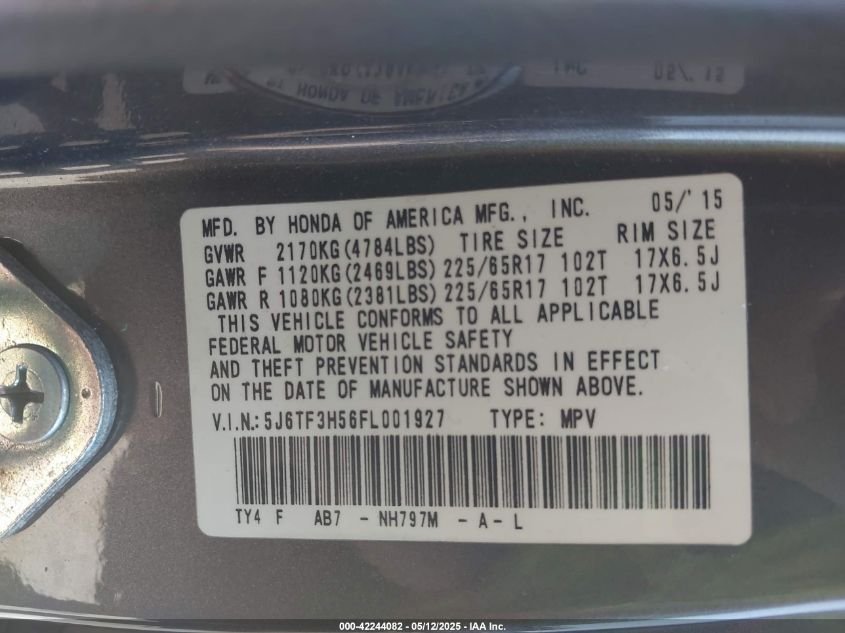 MFD. BY HONDA OF AMERICA MFG., INC. 05/'15
GVWR 2170KG(4784LBS) TIRE SIZE RIM SIZE
GAWR F 1120KG(2469LBS) 225/65R17 102T 17X6.5J
GAWR R 1080KG(2381LBS) 225/65R17 102T 17X6.5J
THIS VEHICLE CONFORMS TO ALL APPLICABLE
FEDERAL MOTOR VEHICLE SAFETY
AND THEFT PREVENTION STANDARDS IN EFFECT
ON THE DATE OF MANUFACTURE SHOWN ABOVE.
V.I.N.: 5J6TF3H56FL001927 TYPE: MPV
TY4 F AB7 - NH797M - A - L
000-42244082 - 05/12/2025 - IAA Inc.